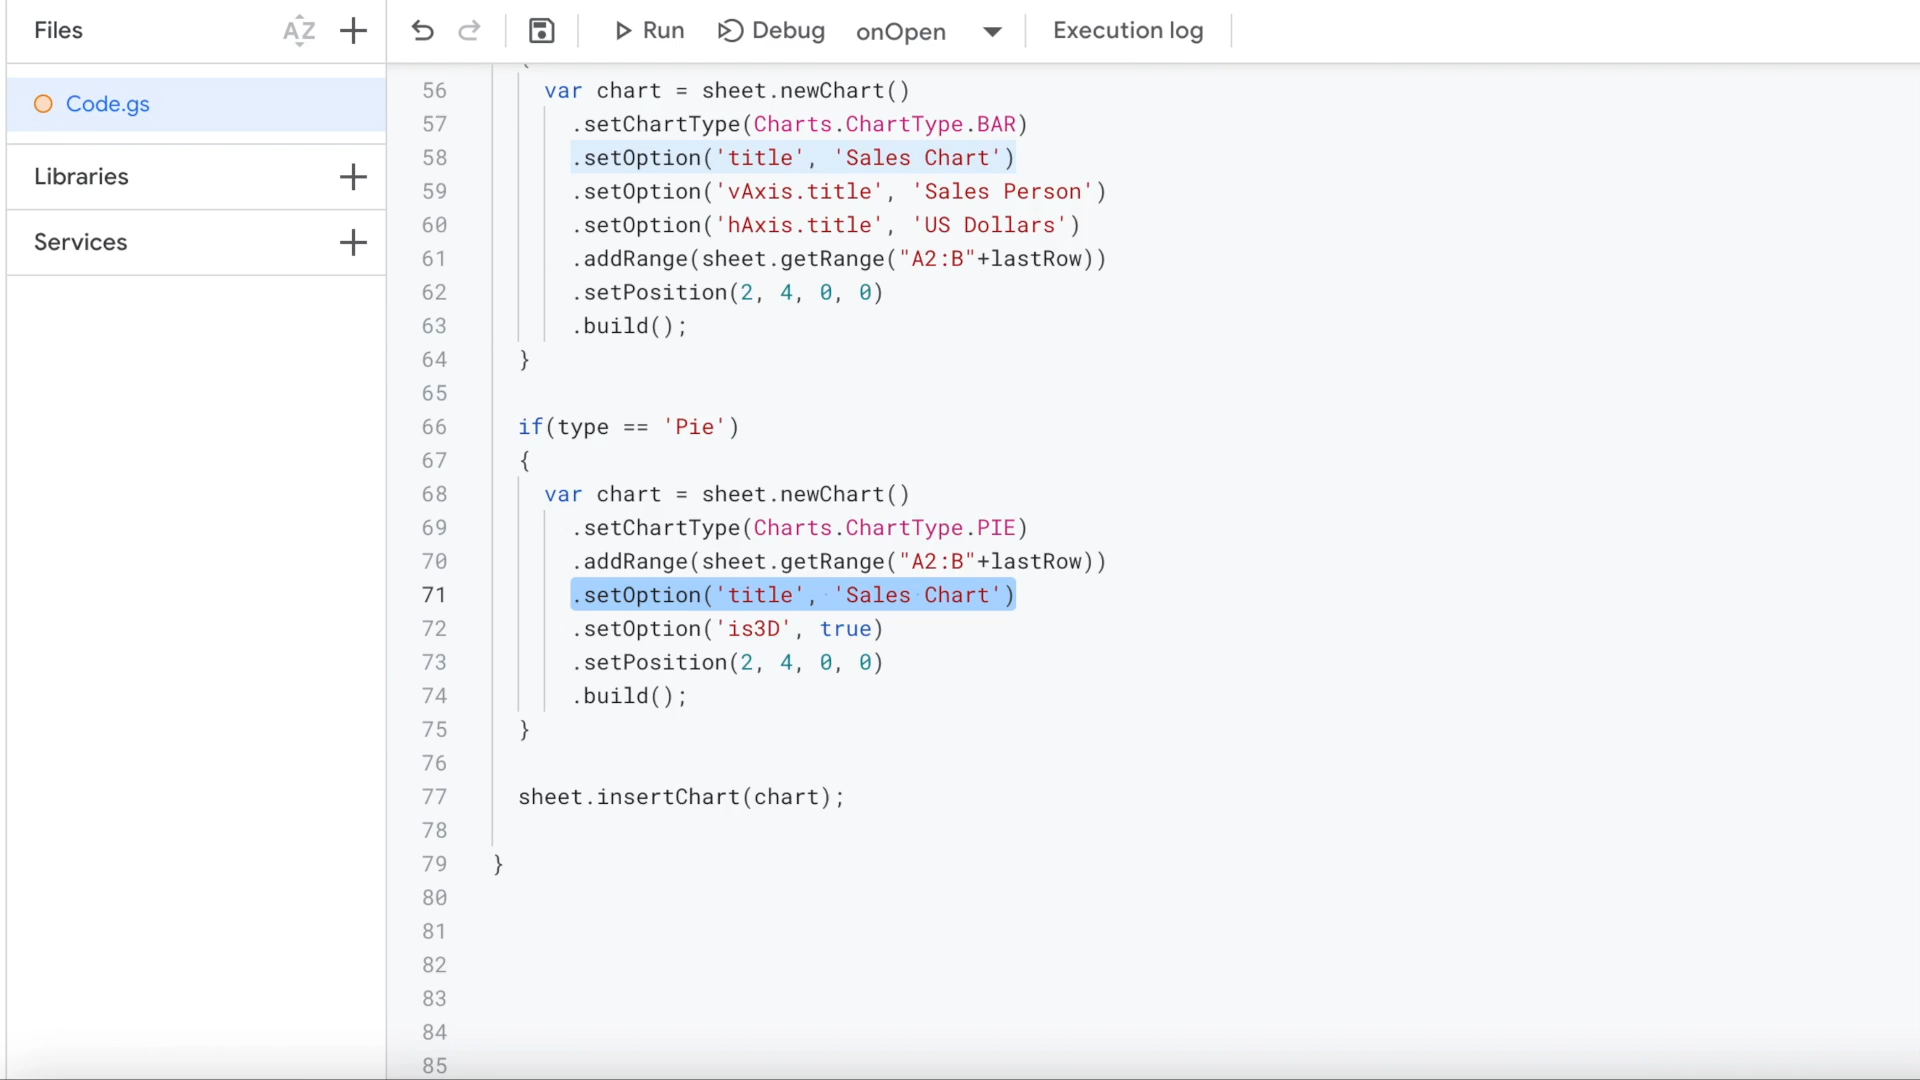 Files
Run Debug onOpen Execution log
Code.gs
Libraries
Services
56 var chart = sheet.newChart()
57 .setChartType(Charts.ChartType.BAR)
58 .setOption('title', 'Sales Chart')
59 .setOption('vAxis.title', 'Sales Person')
60 .setOption('hAxis.title', 'US Dollars')
61 .addRange(sheet.getRange("A2:B"+lastRow))
62 .setPosition(2, 4, 0, 0)
63 .build();
64 }
65
66 if(type == 'Pie')
67 {
68 var chart = sheet.newChart()
69 .setChartType(Charts.ChartType.PIE)
70 .addRange(sheet.getRange("A2:B"+lastRow))
71 .setOption('title', 'Sales Chart')
72 .setOption('is3D', true)
73 .setPosition(2, 4, 0, 0)
74 .build();
75 }
76
77 sheet.insertChart(chart);
78
79 }
80
81
82
83
84
85